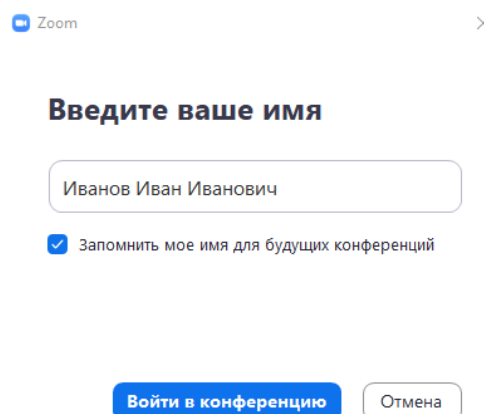 Zoom
Введите ваше имя
Иванов Иван Иванович
Запомнить мое имя для будущих конференций
Войти в конференцию
Отмена